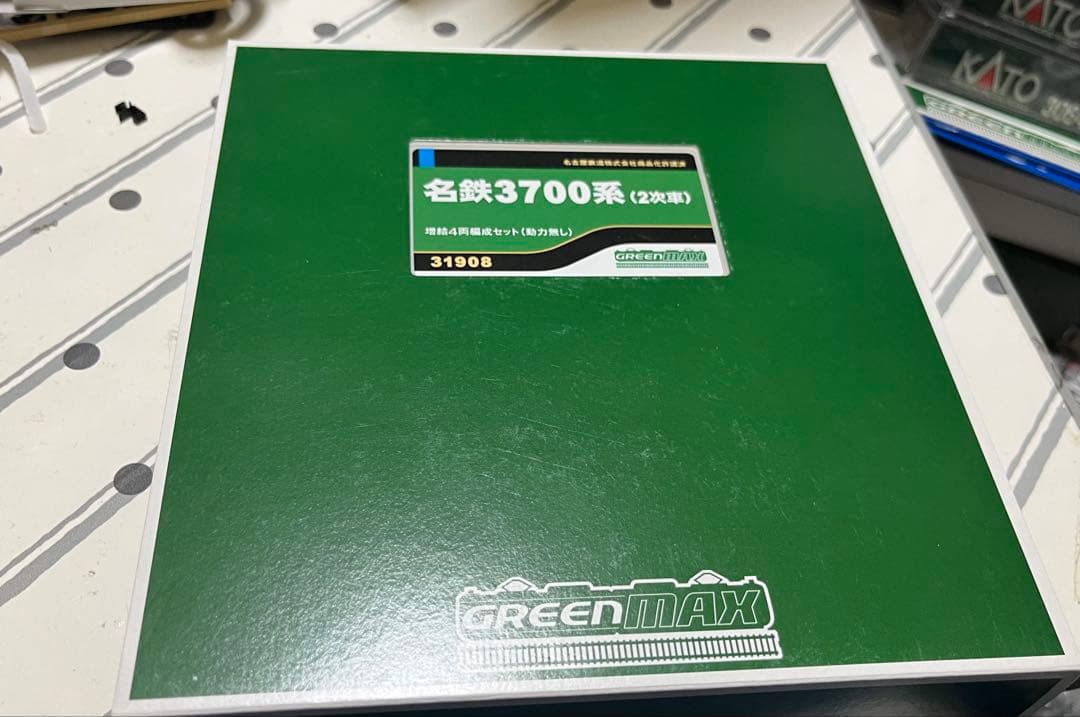 名古屋鉄道株式会社商品化許諾済
名鉄3700系(2次車)
増結4両編成セット(動力無し)
31908
GREENMAX
GREENMAX
KATO
KATO
GREENMAX